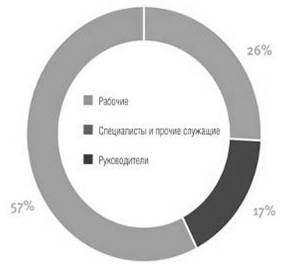 26%
Рабочие
Специалисты и прочие служащие
Руководители
57%
17%